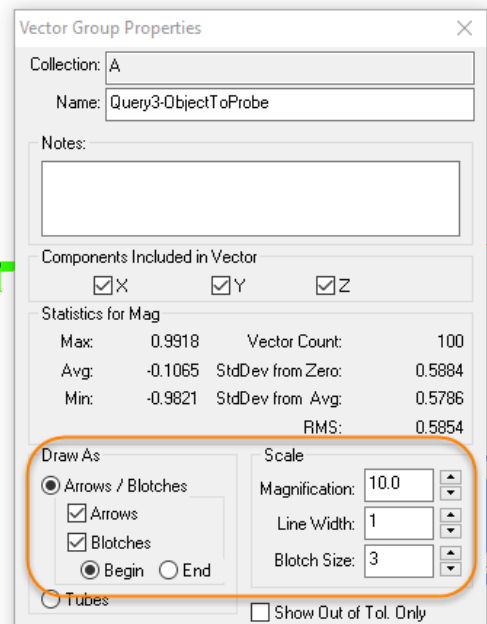 Vector Group Properties
Collection: A
Name: Query3-ObjectToProbe
Notes:
Components Included in Vector
X Y Z
Statistics for Mag
Max: 0.9918 Vector Count: 100
Avg: -0.1065 StdDev from Zero: 0.5884
Min: -0.9821 StdDev from Avg: 0.5786
RMS: 0.5854
Draw As Scale
Arrows / Blotches Magnification: 10.0
Arrows Line Width: 1
Blotches Blotch Size: 3
Begin End
Tubes Show Out of Tol. Only